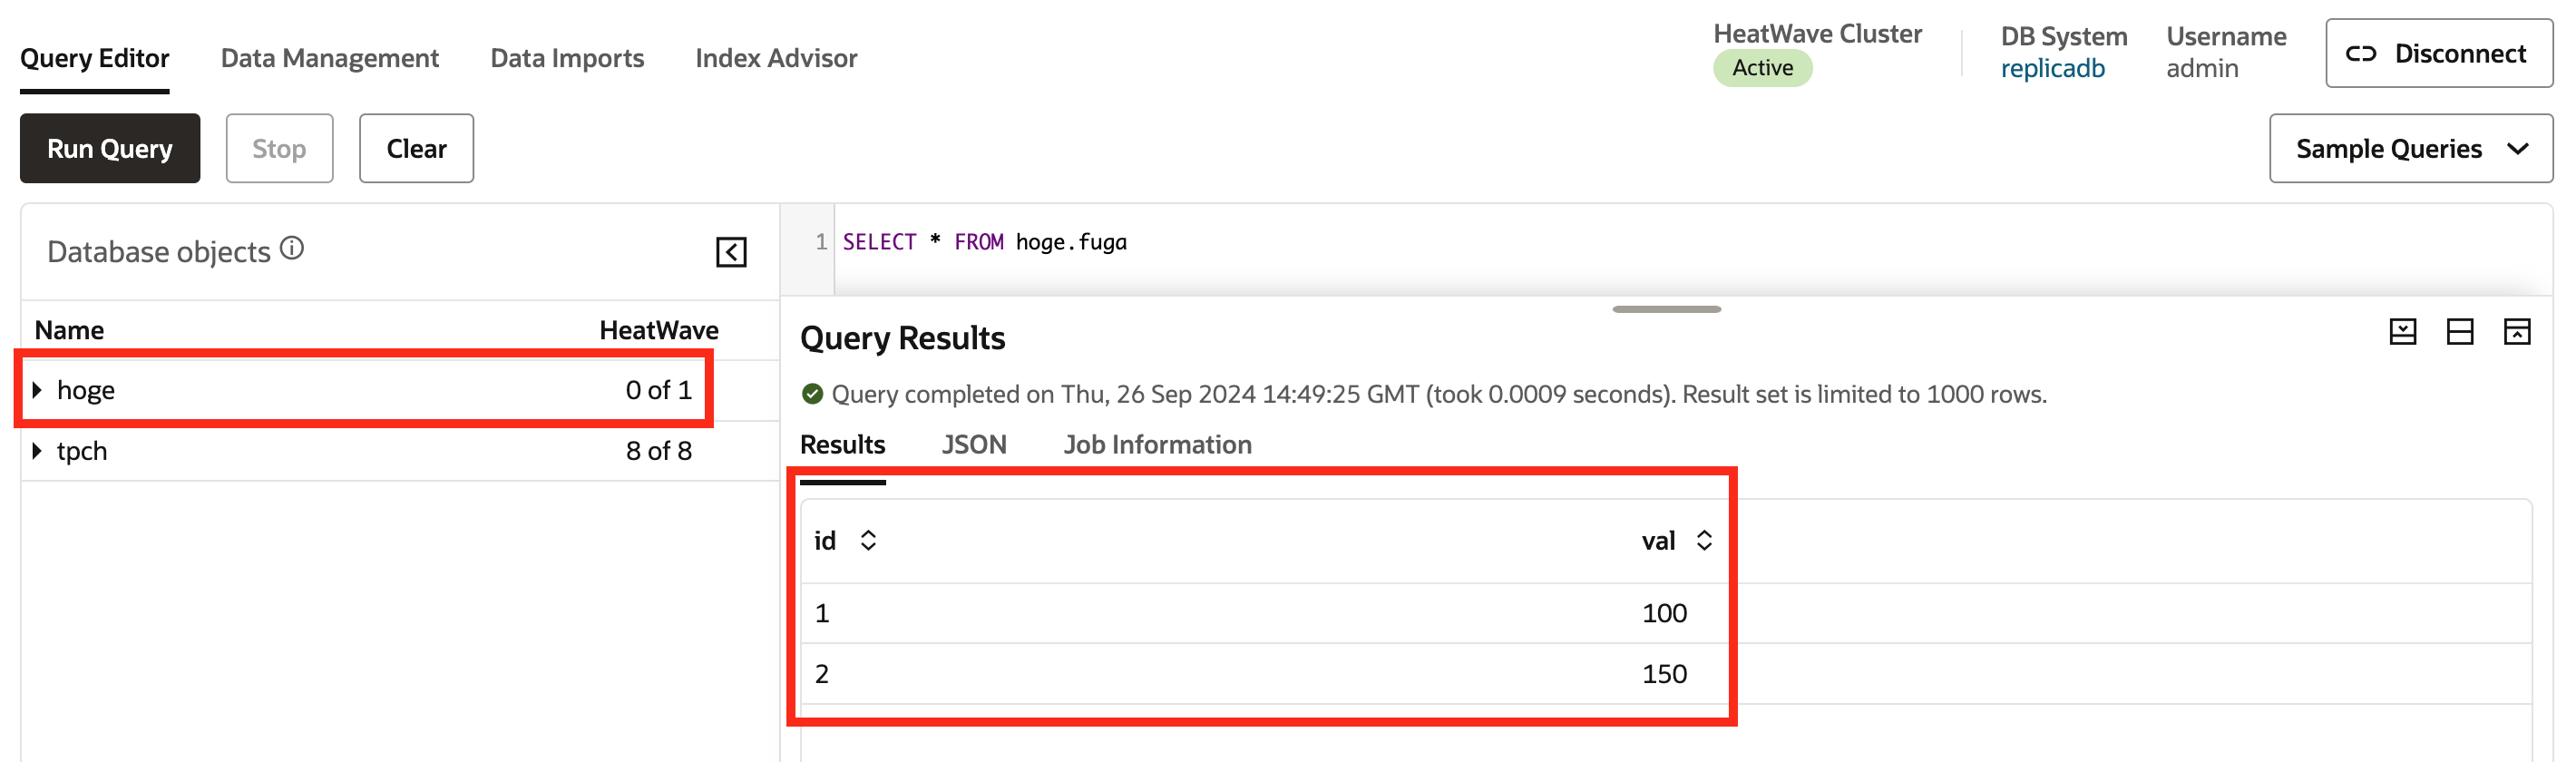 Query Editor Data Management Data Imports Index Advisor
HeatWave Cluster
Active
DB System
replicadb
Username
admin
Disconnect
Run Query Stop Clear
Sample Queries
Database objects
Name HeatWave
hoge 0 of 1
tpch 8 of 8
1 SELECT * FROM hoge.fuga
Query Results
Query completed on Thu, 26 Sep 2024 14:49:25 GMT (took 0.0009 seconds). Result set is limited to 1000 rows.
Results JSON Job Information
id val
1 100
2 150